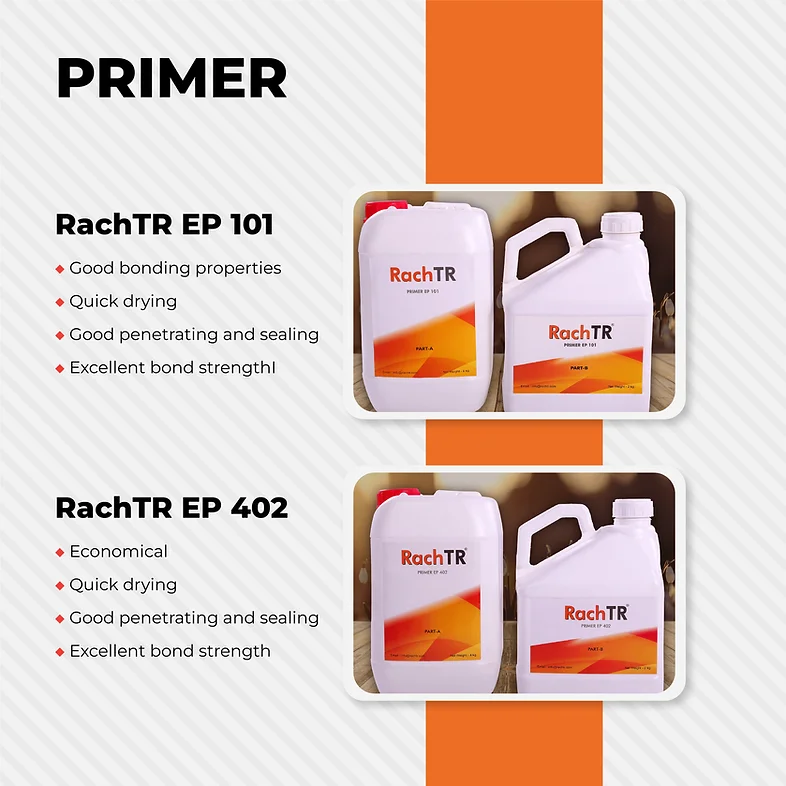 PRIMER
RachTR EP 101
Good bonding properties
Quick drying
Good penetrating and sealing
Excellent bond strengthl
RachTR
PRIMER EP 101
PART-A
RachTR®
PRIMER EP 101
PART-B
RachTR EP 402
Economical
Quick drying
Good penetrating and sealing
Excellent bond strength
RachTR®
PRIMER EP 402
PART-A
RachTR®
PRIMER EP 402
PART-B